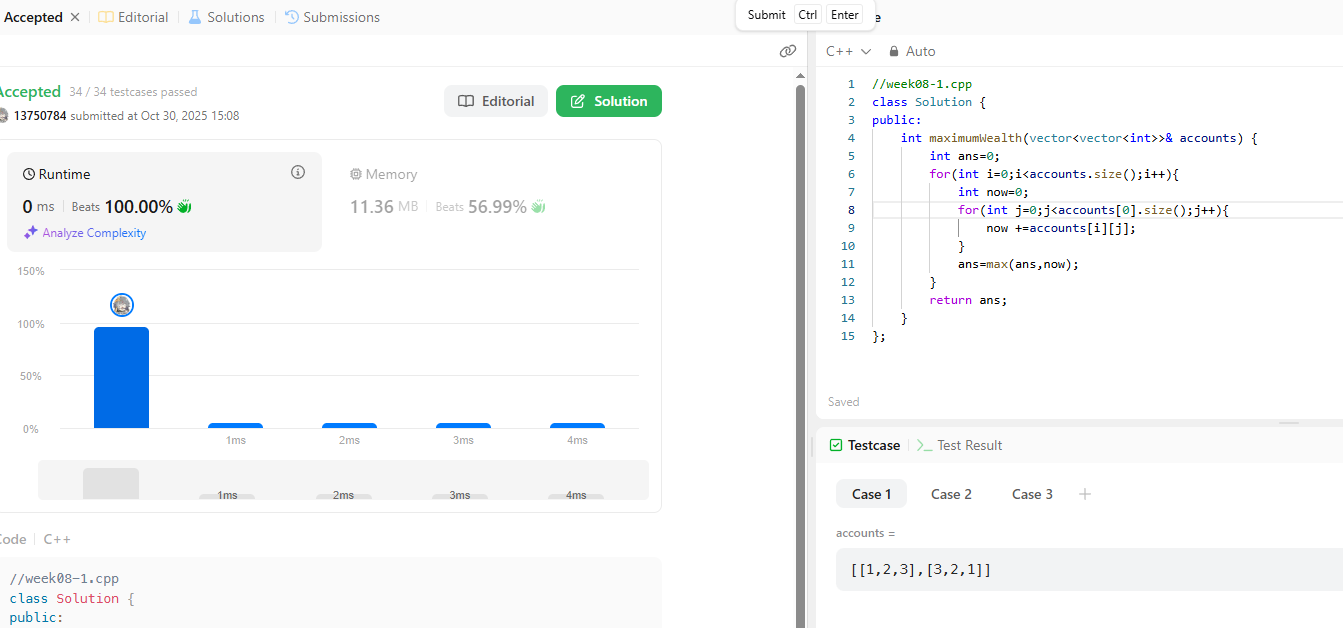 Accepted Editorial Solutions Submissions
Submit Ctrl Enter
C++ Auto
Accepted 34 / 34 testcases passed
13750784 submitted at Oct 30, 2025 15:08
Editorial
Solution
Runtime
0 ms Beats 100.00%
Analyze Complexity
Memory
11.36 MB Beats 56.99%
150%
100%
50%
0%
1ms 2ms 3ms 4ms
1ms 2ms 3ms 4ms
Code C++
//week08-1.cpp
class Solution {
public:
1 //week08-1.cpp
2 class Solution {
3 public:
4 int maximumWealth(vector<vector<int>>& accounts) {
5 int ans=0;
6 for(int i=0;i<accounts.size();i++){
7 int now=0;
8 for(int j=0;j<accounts[0].size();j++){
9 now +=accounts[i][j];
10 }
11 ans=max(ans,now);
12 }
13 return ans;
14 }
15 };
Saved
Testcase Test Result
Case 1 Case 2 Case 3
accounts =
[[1,2,3],[3,2,1]]